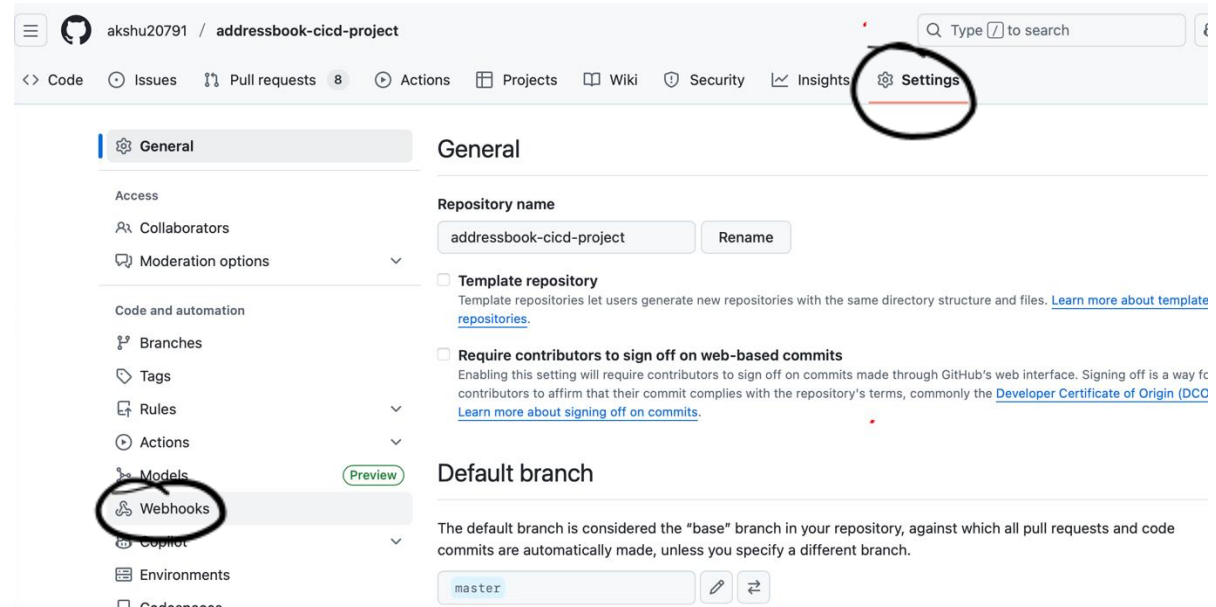 akshu20791 / addressbook-cicd-project
Type / to search
<> Code Issues Pull requests 8 Actions Projects Wiki Security Insights Settings
General
Access
Collaborators
Moderation options
Code and automation
Branches
Tags
Rules
Actions
Models Preview
Webhooks
Copilot
Environments
Codespaces
General
Repository name
addressbook-cicd-project Rename
Template repository
Template repositories let users generate new repositories with the same directory structure and files. Learn more about template
repositories.
Require contributors to sign off on web-based commits
Enabling this setting will require contributors to sign off on commits made through GitHub's web interface. Signing off is a way fo
contributors to affirm that their commit complies with the repository's terms, commonly the Developer Certificate of Origin (DCO
Learn more about signing off on commits.
Default branch
The default branch is considered the "base" branch in your repository, against which all pull requests and code
commits are automatically made, unless you specify a different branch.
master